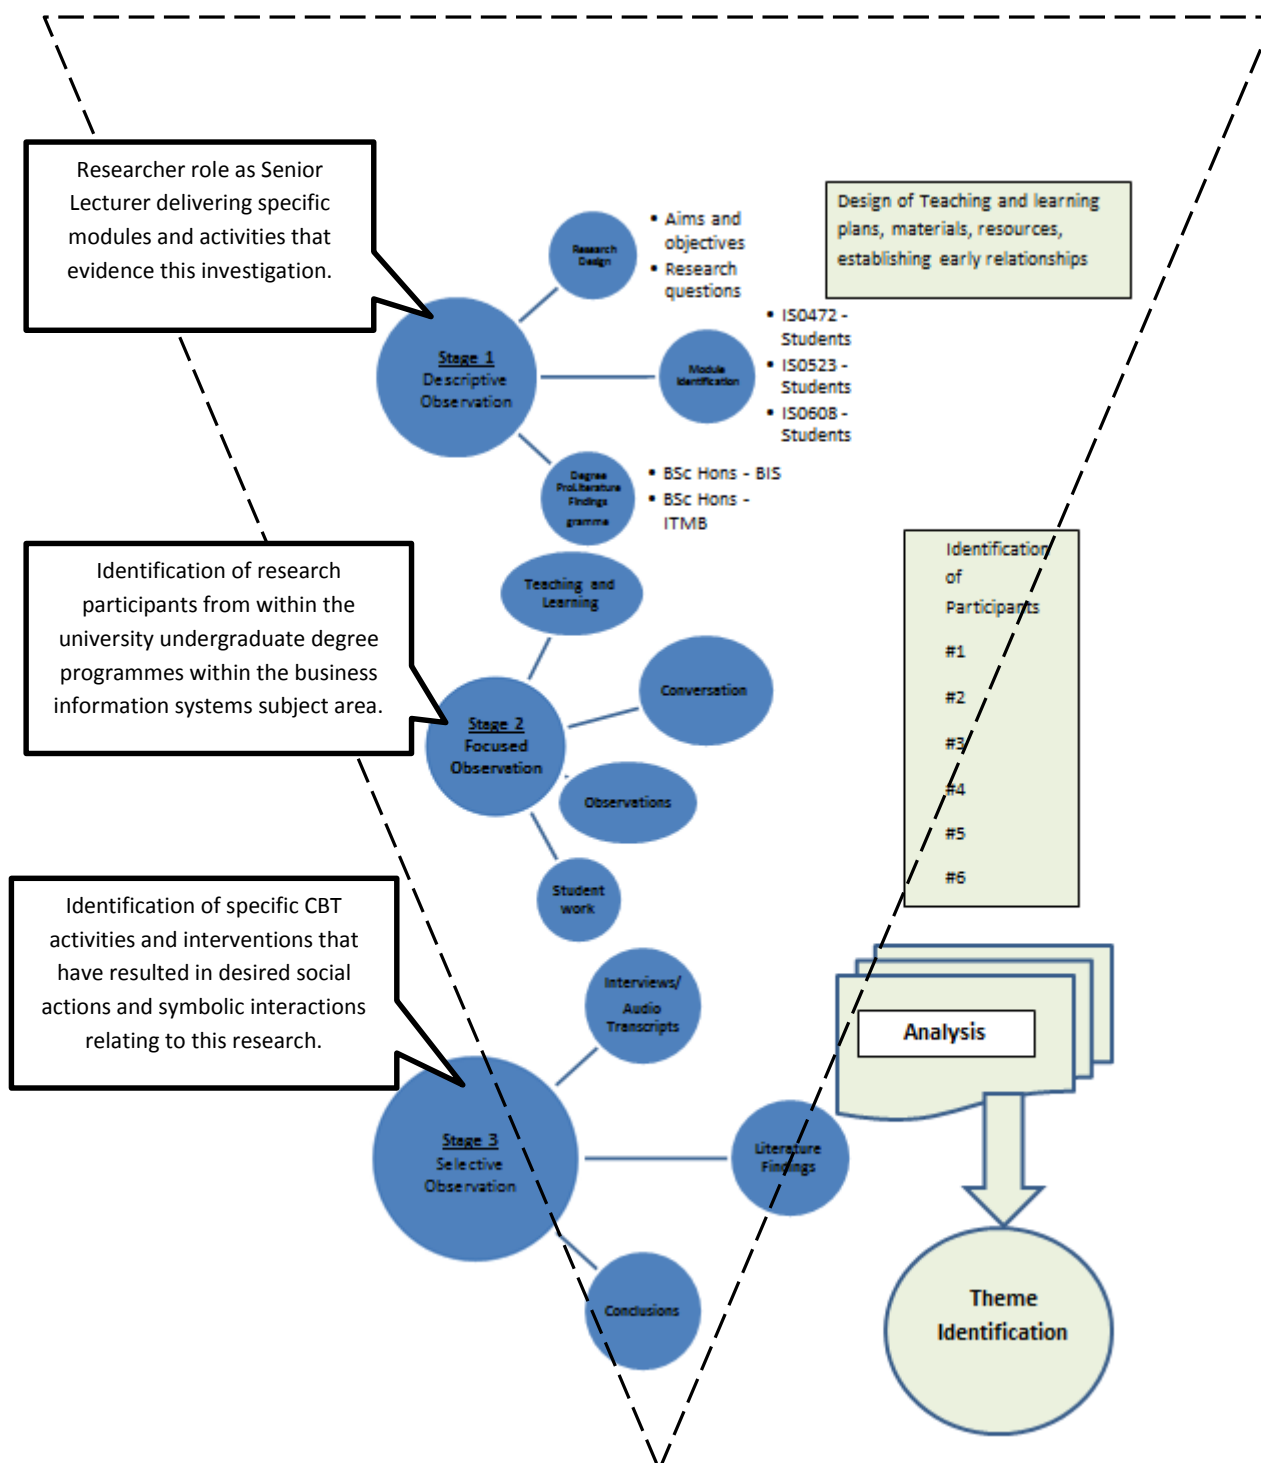 Researcher role as Senior
Lecturer delivering specific
modules and activities that
evidence this investigation.
Research
Design
• Aims and
objectives
• Research
questions
Design of Teaching and learning
plans, materials, resources,
establishing early relationships
Stage 1
Descriptive
Observation
Module
Identification
• IS0472 -
Students
• IS0523 -
Students
• IS0608 -
Students
Degree
ProLiterature
Findings
gramme
• BSc Hons - BIS
• BSc Hons -
ITMB
Identification of research
participants from within the
university undergraduate degree
programmes within the business
information systems subject area.
Teaching and
Learning
Conversation
Stage 2
Focused
Observation
Observations
Student
work
Identification
of
Participants
#1
#2
#3
#4
#5
#6
Identification of specific CBT
activities and interventions that
have resulted in desired social
actions and symbolic interactions
relating to this research.
Interviews/
Audio
Transcripts
Analysis
Stage 3
Selective
Observation
Literature
Findings
Conclusions
Theme
Identification